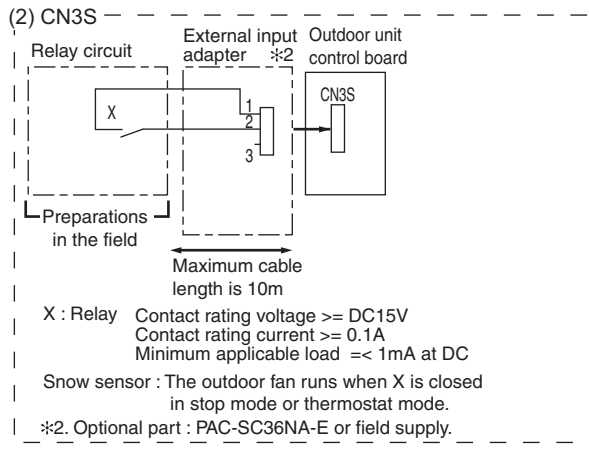 (2) CN3S
External input
adapter ✻2
Outdoor unit
control board
Relay circuit
CN3S
X
1
2
3
Preparations
in the field
Maximum cable
length is 10m
X : Relay Contact rating voltage >= DC15V
Contact rating current >= 0.1A
Minimum applicable load =< 1mA at DC
Snow sensor : The outdoor fan runs when X is closed
in stop mode or thermostat mode.
✻2. Optional part : PAC-SC36NA-E or field supply.